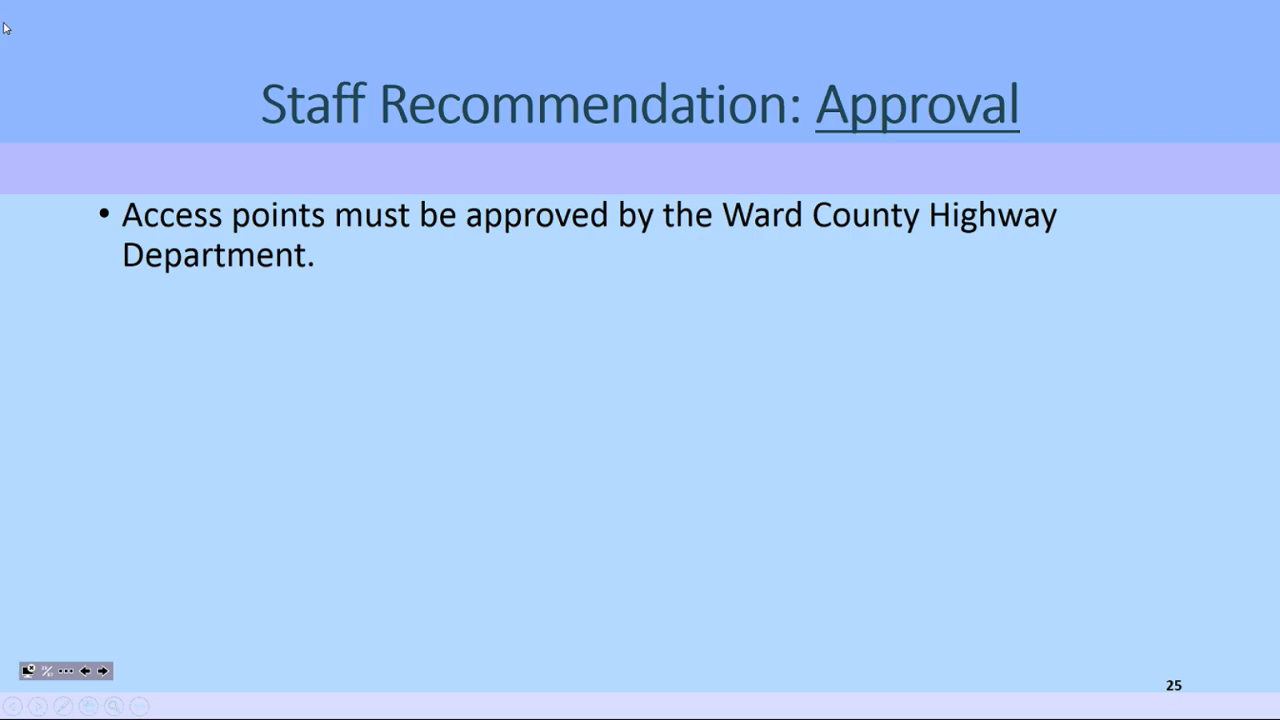 Staff Recommendation: Approval
• Access points must be approved by the Ward County Highway
Department.
25